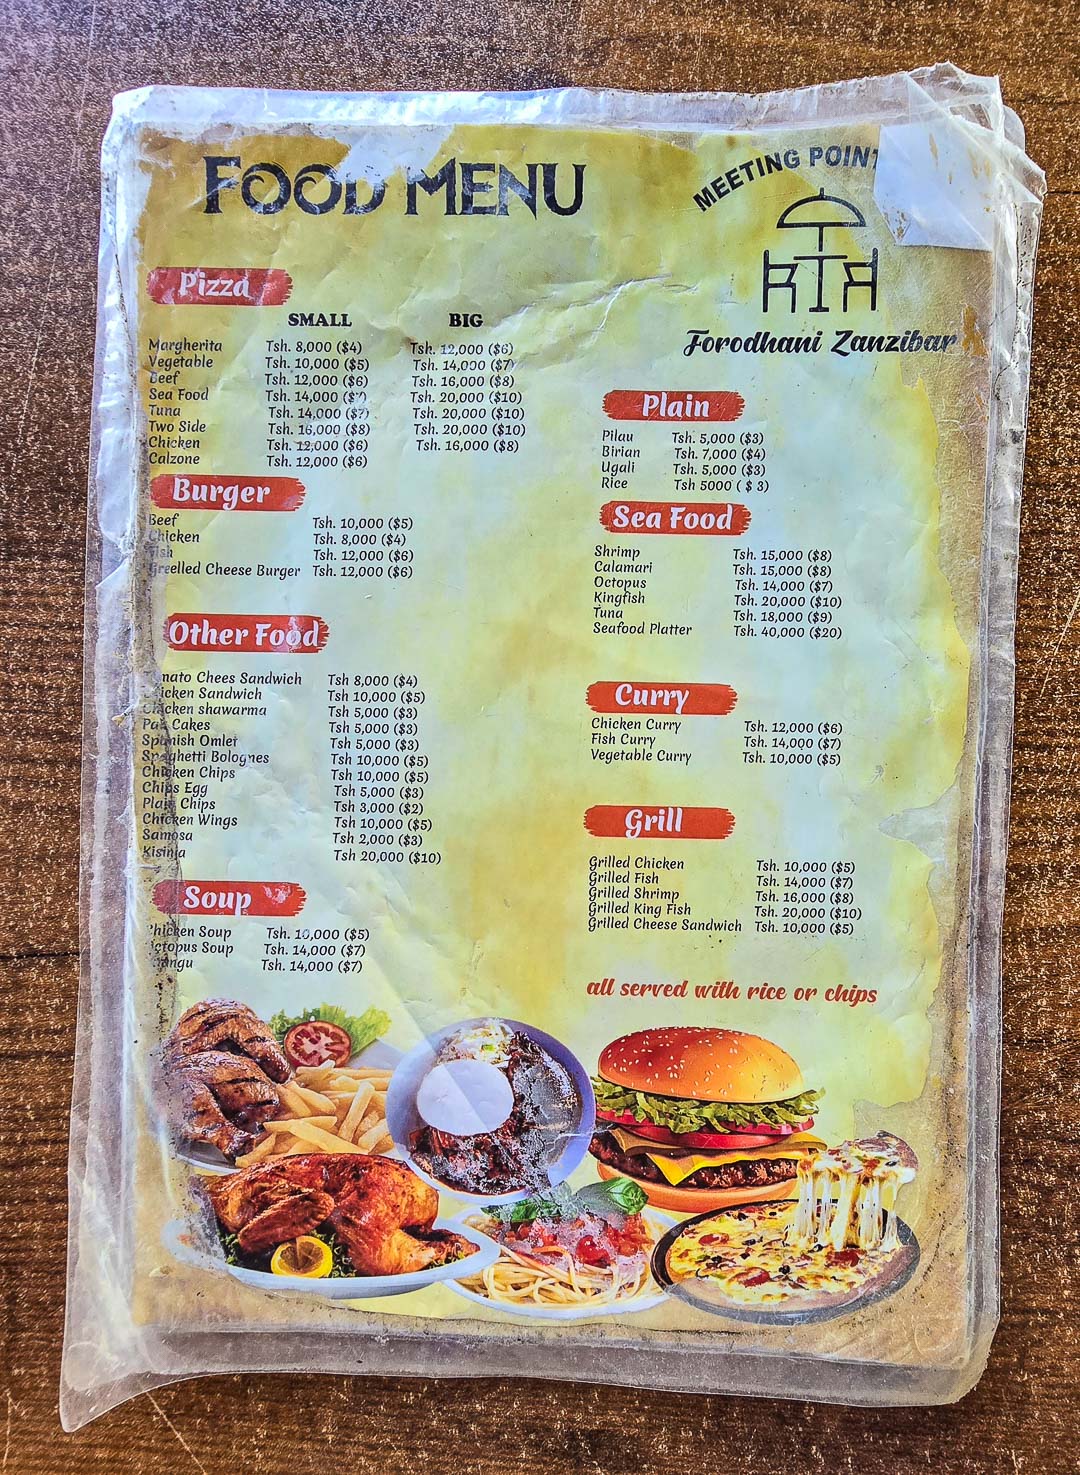 FOOD MENU
MEETING POINT
Forodhani Zanzibar
Pizza
SMALL BIG
Margherita Tsh. 8,000 ($4) Tsh. 12,000 ($6)
Vegetable Tsh. 10,000 ($5) Tsh. 14,000 ($7)
Beef Tsh. 12,000 ($6) Tsh. 16,000 ($8)
Sea Food Tsh. 14,000 ($7) Tsh. 20,000 ($10)
Tuna Tsh. 14,000 ($7) Tsh. 20,000 ($10)
Two Side Tsh. 16,000 ($8) Tsh. 20,000 ($10)
Chicken Tsh. 12,000 ($6) Tsh. 16,000 ($8)
Calzone Tsh. 12,000 ($6)
Burger
Beef Tsh. 10,000 ($5)
Chicken Tsh. 8,000 ($4)
Fish Tsh. 12,000 ($6)
Greelled Cheese Burger Tsh. 12,000 ($6)
Other Food
Chees Sandwich Tsh 8,000 ($4)
Chicken Sandwich Tsh 10,000 ($5)
Chicken shawarma Tsh 5,000 ($3)
Pan Cakes Tsh 5,000 ($3)
Spanish Omlet Tsh 5,000 ($3)
Spaghetti Bolognes Tsh 10,000 ($5)
Chicken Chips Tsh 10,000 ($5)
Chips Egg Tsh 5,000 ($3)
Plain Chips Tsh 3,000 ($2)
Chicken Wings Tsh 10,000 ($5)
Samosa Tsh 2,000 ($3)
Kisinia Tsh 20,000 ($10)
Soup
Chicken Soup Tsh. 10,000 ($5)
Octopus Soup Tsh. 14,000 ($7)
Tsh. 14,000 ($7)
Plain
Pilau Tsh. 5,000 ($3)
Birian Tsh. 7,000 ($4)
Ugali Tsh. 5,000 ($3)
Rice Tsh 5000 ( $ 3)
Sea Food
Shrimp Tsh. 15,000 ($8)
Calamari Tsh. 15,000 ($8)
Octopus Tsh. 14,000 ($7)
Kingfish Tsh. 20,000 ($10)
Tuna Tsh. 18,000 ($9)
Seafood Platter Tsh. 40,000 ($20)
Curry
Chicken Curry Tsh. 12,000 ($6)
Fish Curry Tsh. 14,000 ($7)
Vegetable Curry Tsh. 10,000 ($5)
Grill
Grilled Chicken Tsh. 10,000 ($5)
Grilled Fish Tsh. 14,000 ($7)
Grilled Shrimp Tsh. 16,000 ($8)
Grilled King Fish Tsh. 20,000 ($10)
Grilled Cheese Sandwich Tsh. 10,000 ($5)
all served with rice or chips